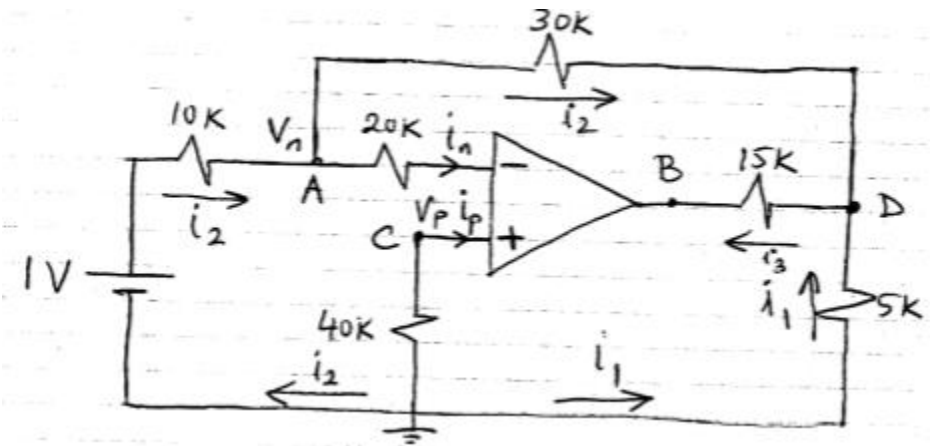 30K
i₂
10K
Vₙ
20K
iₙ
B
15K
A
i₂
C
Vₚ
iₚ
D
i₃
1V
i₁
5K
40K
i₂
i₁